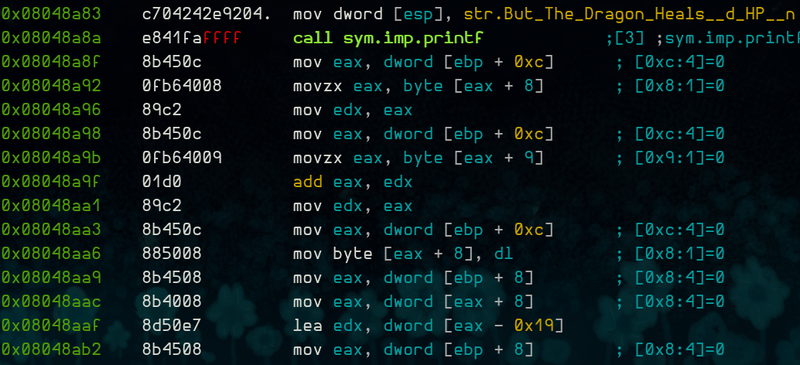 0x08048a83 c704242e9204. mov dword [esp], str.But_The_Dragon_Heals__d_HP__n
0x08048a8a e841faffff call sym.imp.printf ;[3] ;sym.imp.printf
0x08048a8f 8b450c mov eax, dword [ebp + 0xc] ; [0xc:4]=0
0x08048a92 0fb64008 movzx eax, byte [eax + 8] ; [0x8:1]=0
0x08048a96 89c2 mov edx, eax
0x08048a98 8b450c mov eax, dword [ebp + 0xc] ; [0xc:4]=0
0x08048a9b 0fb64009 movzx eax, byte [eax + 9] ; [0x9:1]=0
0x08048a9f 01d0 add eax, edx
0x08048aa1 89c2 mov edx, eax
0x08048aa3 8b450c mov eax, dword [ebp + 0xc] ; [0xc:4]=0
0x08048aa6 885008 mov byte [eax + 8], dl ; [0x8:1]=0
0x08048aa9 8b4508 mov eax, dword [ebp + 8] ; [0x8:4]=0
0x08048aac 8b4008 mov eax, dword [eax + 8] ; [0x8:4]=0
0x08048aaf 8d50e7 lea edx, dword [eax - 0x19]
0x08048ab2 8b4508 mov eax, dword [ebp + 8] ; [0x8:4]=0